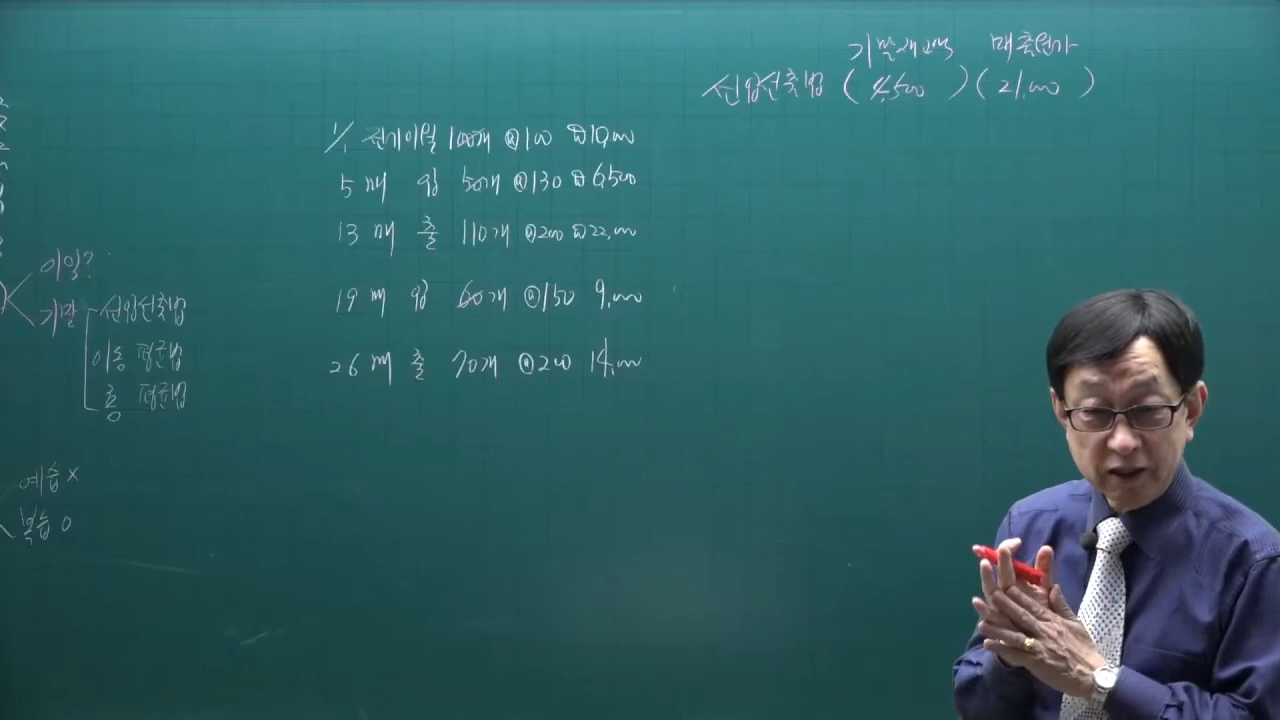 기말재고액 매출원가
선입선출법 ( 4,500 ) ( 21,000 )
1/1 전기이월 100개 @100 ₩10,000
5 매 입 50개 @130 ₩6,500
13 매 출 110개 @200 ₩22,000
19 매 입 60개 @150 9,000
26 매 출 70개 @200 14,000
이월?
기말 선입선출법
이동 평균법
총 평균법
예습 X
복습 O